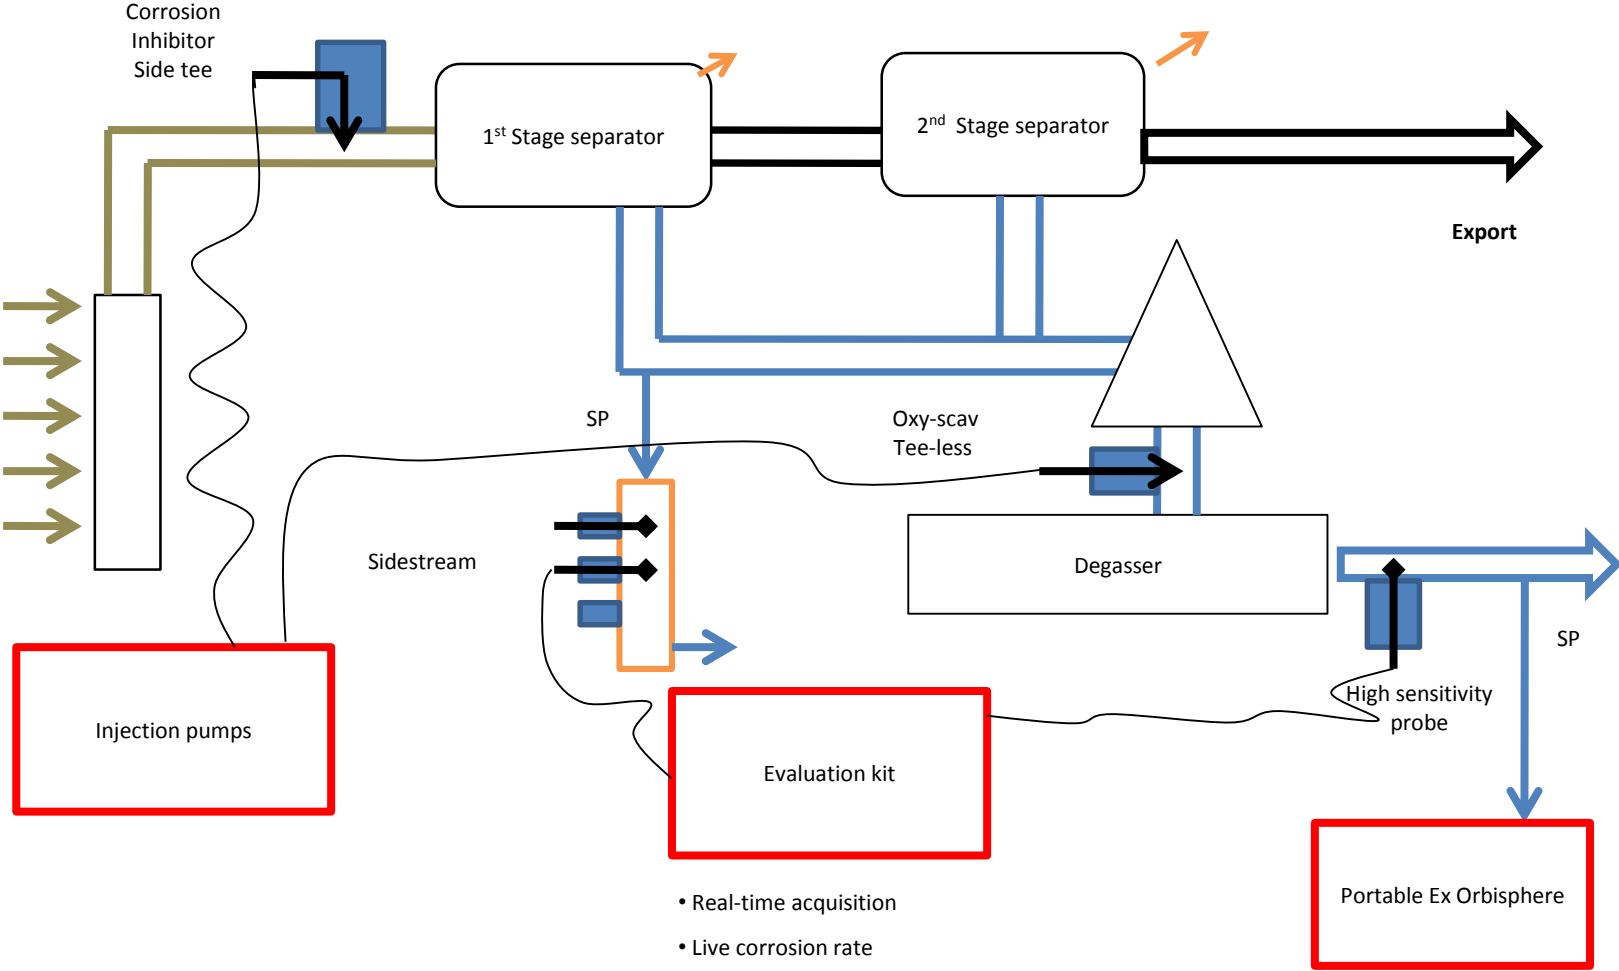 Corrosion
Inhibitor
Side tee
1st Stage separator
2nd Stage separator
Export
SP
Oxy-scav
Tee-less
Sidestream
Degasser
SP
High sensitivity
probe
Injection pumps
Evaluation kit
Portable Ex Orbisphere
• Real-time acquisition
• Live corrosion rate